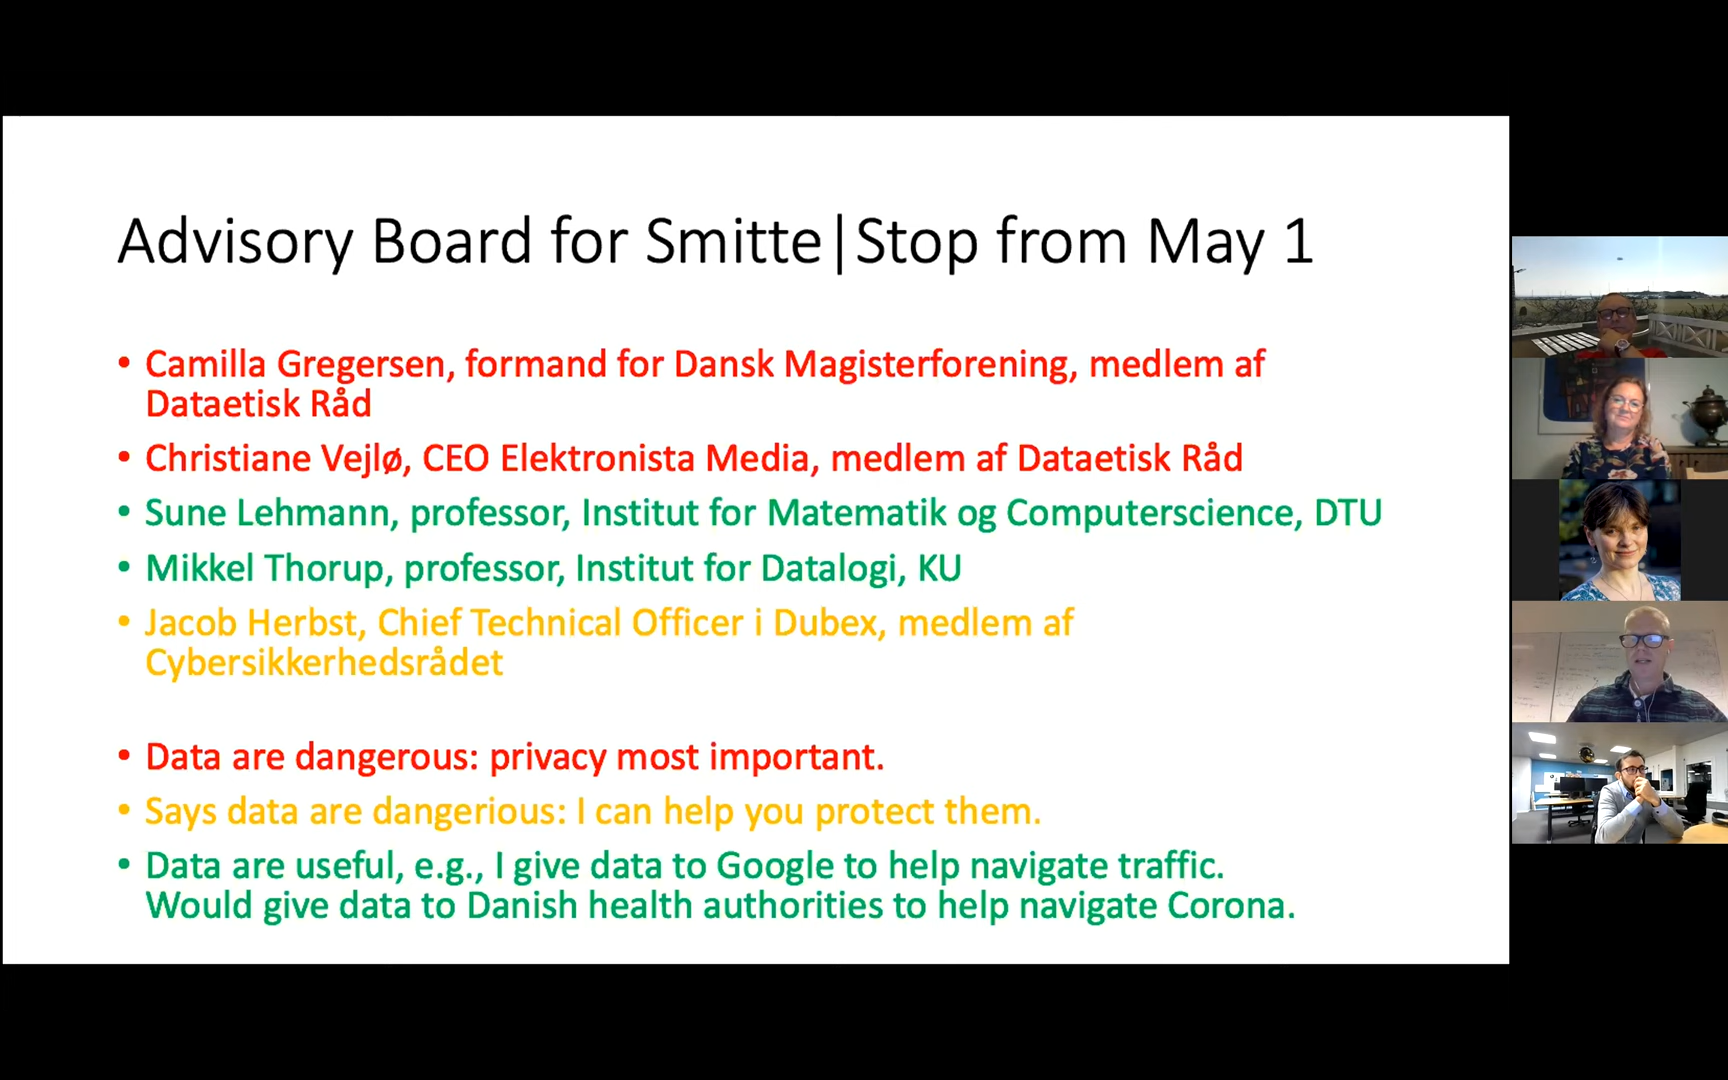 Advisory Board for Smitte|Stop from May 1
• Camilla Gregersen, formand for Dansk Magisterforening, medlem af
Dataetisk Råd
• Christiane Vejlø, CEO Elektronista Media, medlem af Dataetisk Råd
• Sune Lehmann, professor, Institut for Matematik og Computerscience, DTU
• Mikkel Thorup, professor, Institut for Datalogi, KU
• Jacob Herbst, Chief Technical Officer i Dubex, medlem af
Cybersikkerhedsrådet
• Data are dangerous: privacy most important.
• Says data are dangerious: I can help you protect them.
• Data are useful, e.g., I give data to Google to help navigate traffic.
Would give data to Danish health authorities to help navigate Corona.